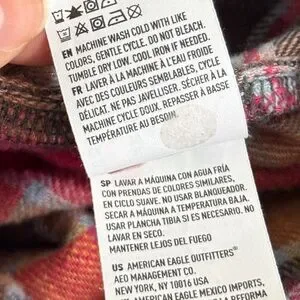 EN MACHINE WASH COLD WITH LIKE
COLORS, GENTLE CYCLE. DO NOT BLEACH.
TUMBLE DRY LOW. COOL IRON IF NEEDED.
FR LAVER À LA MACHINE À L'EAU FROIDE
AVEC DES COULEURS SEMBLABLES, CYCLE
DÉLICAT. NE PAS JAVELLISER. SÉCHER À LA
MACHINE CYCLE DOUX. REPASSER À BASSE
TEMPÉRATURE AU BESOIN
SP LAVAR A MÁQUINA CON AGUA FRÍA
CON PRENDAS DE COLORES SIMILARES,
EN CICLO SUAVE. NO USAR BLANQUEADOR.
SECAR A MÁQUINA A TEMPERATURA BAJA.
USAR PLANCHA TIBIA SI ES NECESARIO. NO
LAVAR EN SECO.
MANTENER LEJOS DEL FUEGO
US AMERICAN EAGLE OUTFITTERS®
AEO MANAGEMENT CO.
NEW YORK, NY 10016 USA
AMERICAN EAGLE MEXICO IMPORTS,